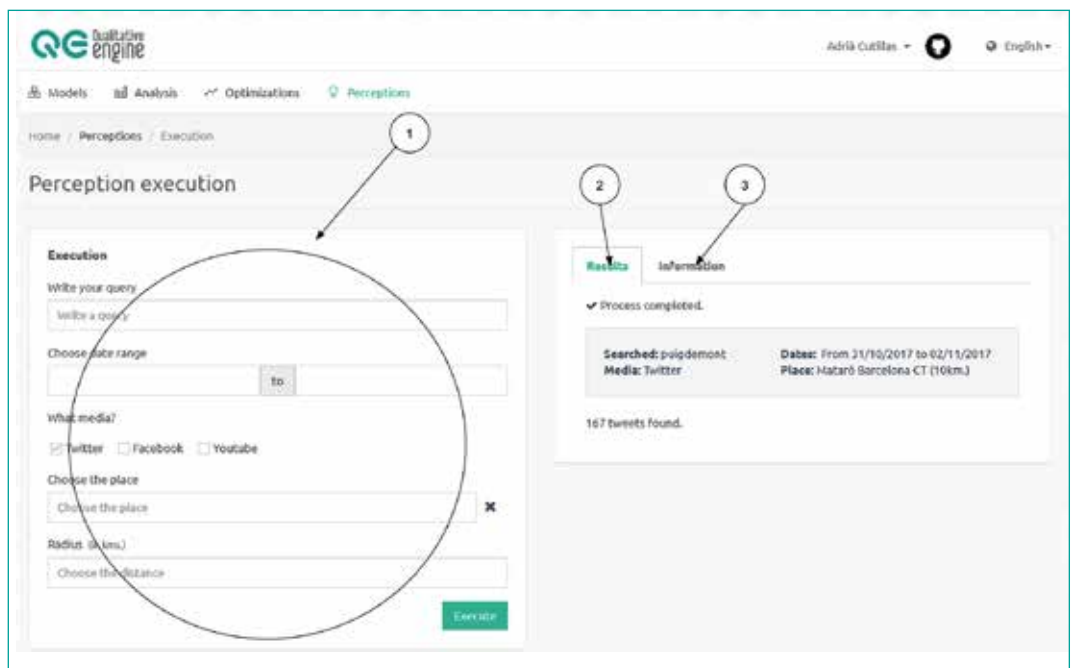 QE Qualitative engine
Adrià Cutillas
English
Models Analysis Optimizations Perceptions
Home / Perceptions / Execution
1
Perception execution
2
3
Execution
Write your query
Write a query
Choose date range
to
What media?
Twitter Facebook Youtube
Choose the place
Choose the place
Radius (in kms.)
Choose the distance
Execute
Results Information
Process completed.
Searched: puigdemont Dates: From 31/10/2017 to 02/11/2017
Media: Twitter Place: Mataró Barcelona CT (10km.)
167 tweets found.